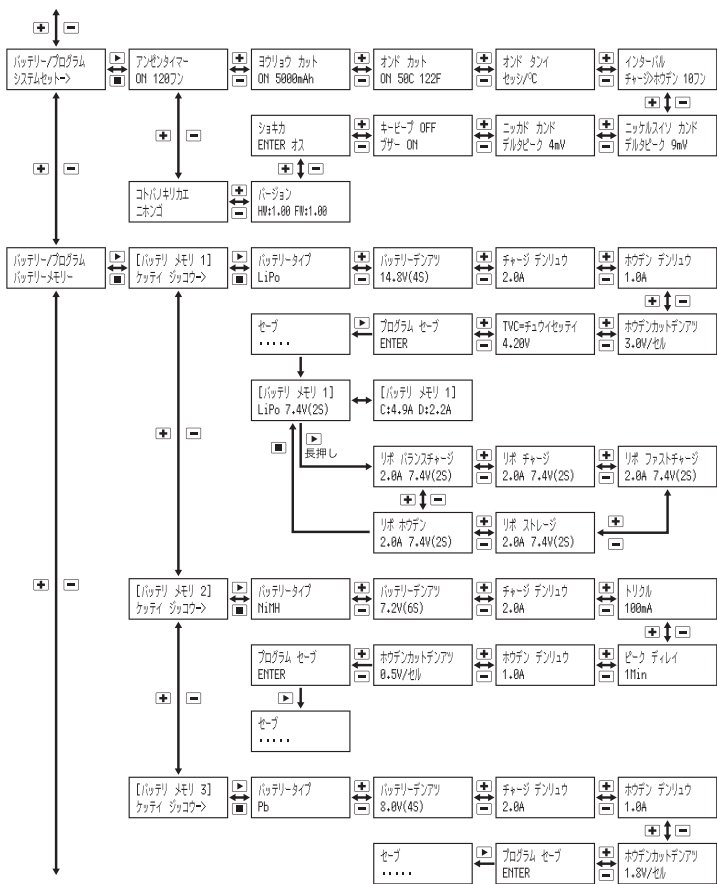 バッテリー/プログラム
システムセット->
アンゼンタイマー
ON 120フン
ヨウリョウ カット
ON 5000mAh
オンド カット
ON 50C 122F
オンド タンイ
セッシ/°C
インターバル
チャージ>ホウデン 10フン
ショキカ
ENTER オス
キービープ OFF
ブザー ON
ニッカド カンド
デルタピーク 4mV
ニッケルスイソ カンド
デルタピーク 9mV
コトバノキリカエ
ニホンゴ
バージョン
HW:1.00 FW:1.00
バッテリー/プログラム
バッテリーメモリー
[バッテリ メモリ 1]
ケッテイ ジッコウ->
バッテリータイプ
LiPo
バッテリーデンアツ
14.8V(4S)
チャージ デンリュウ
2.0A
ホウデン デンリュウ
1.0A
セーブ
.....
プログラム セーブ
ENTER
TVC=チュウイセッテイ
4.20V
ホウデンカットデンアツ
3.0V/セル
[バッテリ メモリ 1]
LiPo 7.4V(2S)
[バッテリ メモリ 1]
C:4.9A D:2.2A
長押し
リポ バランスチャージ
2.0A 7.4V(2S)
リポ チャージ
2.0A 7.4V(2S)
リポ ファストチャージ
2.0A 7.4V(2S)
リポ ホウデン
2.0A 7.4V(2S)
リポ ストレージ
2.0A 7.4V(2S)
[バッテリ メモリ 2]
ケッテイ ジッコウ->
バッテリータイプ
NiMH
バッテリーデンアツ
7.2V(6S)
チャージ デンリュウ
2.0A
トリクル
100mA
プログラム セーブ
ENTER
ホウデンカットデンアツ
0.5V/セル
ホウデン デンリュウ
1.0A
ピーク ディレイ
1Min
セーブ
.....
[バッテリ メモリ 3]
ケッテイ ジッコウ->
バッテリータイプ
Pb
バッテリーデンアツ
8.0V(4S)
チャージ デンリュウ
2.0A
ホウデン デンリュウ
1.0A
セーブ
.....
プログラム セーブ
ENTER
ホウデンカットデンアツ
1.8V/セル